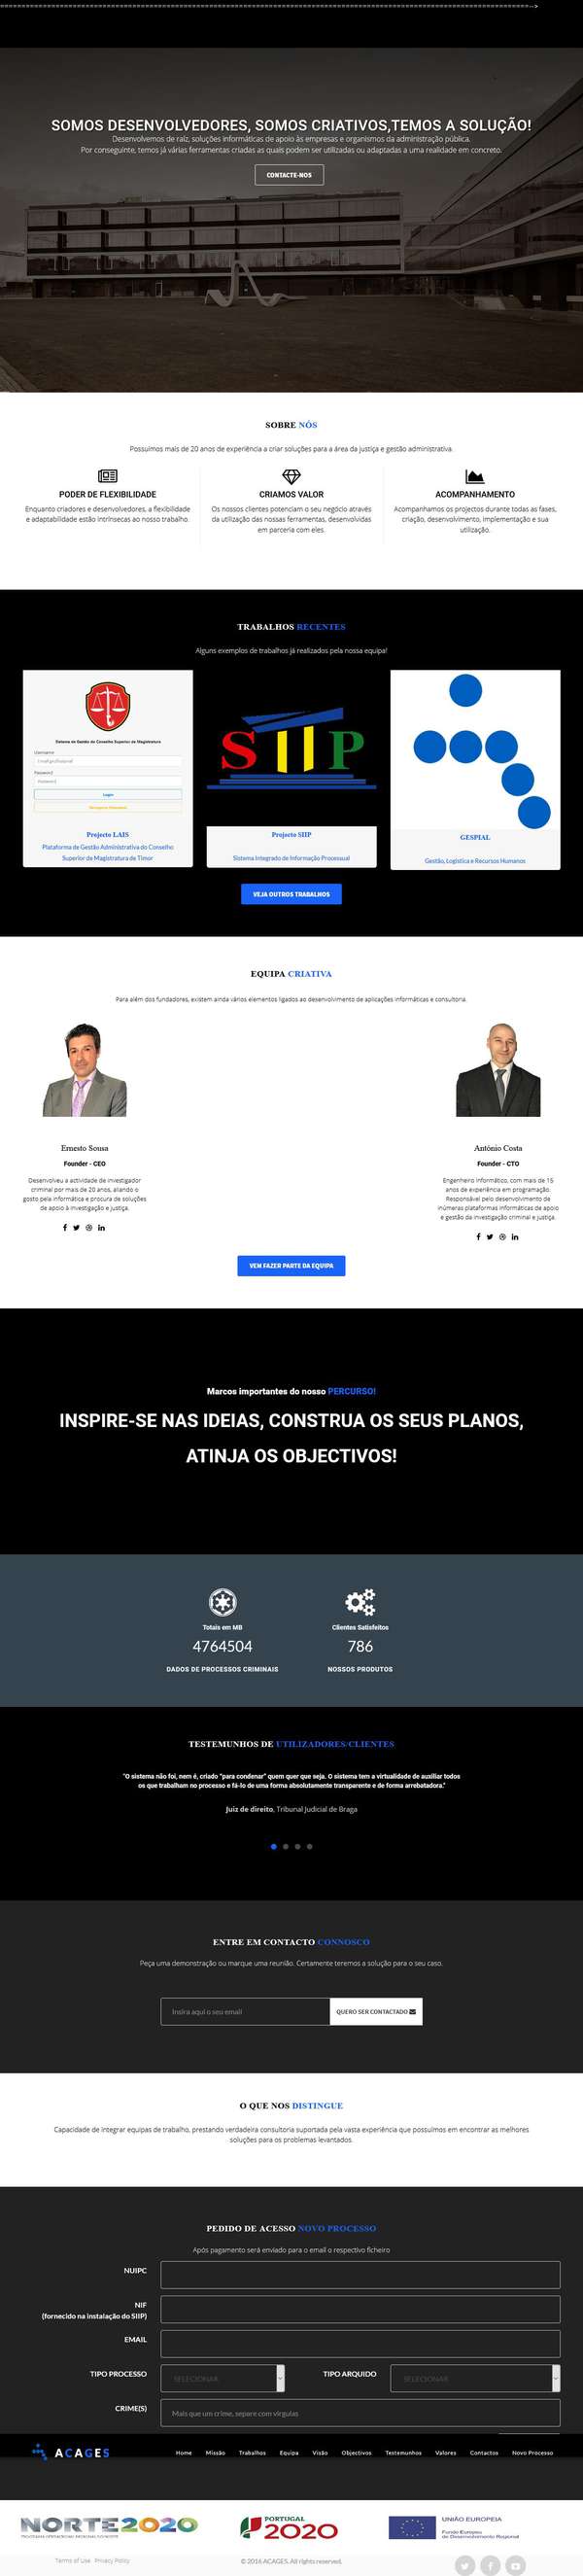 SOMOS DESENVOLVEDORES, SOMOS CRIATIVOS,TEMOS A SOLUÇÃO!
Desenvolvemos de raíz, soluções informáticas de apoio às empresas e organismos da administração pública.
Por conseguinte, temos já várias ferramentas criadas as quais podem ser utilizadas ou adaptadas a uma realidade em concreto.
CONTACTE-NOS
SOBRE NÓS
Possuímos mais de 20 anos de experiência a criar soluções para a área da justiça e gestão administrativa.
PODER DE FLEXIBILIDADE
Enquanto criadores e desenvolvedores, a flexibilidade
e adaptabilidade estão intrínsecas ao nosso trabalho.
CRIAMOS VALOR
Os nossos clientes potenciam o seu negócio através
da utilização das nossas ferramentas, desenvolvidas
em parceria com eles.
ACOMPANHAMENTO
Acompanhamos os projectos durante todas as fases,
criação, desenvolvimento, implementação e sua
utilização.
TRABALHOS RECENTES
Alguns exemplos de trabalhos já realizados pela nossa equipa!
Sistema de Gestão do Conselho Superior de Magistratura
Username
Password
Password
Login
Projecto LAIS
Plataforma de Gestão Administrativa do Conselho
Superior de Magistratura de Timor
SIIP
Projecto SIIP
Sistema Integrado de Informação Processual
GESPIAL
Gestão, Logística e Recursos Humanos
VEJA OUTROS TRABALHOS
EQUIPA CRIATIVA
Para além dos fundadores, existem ainda vários elementos ligados ao desenvolvimento de aplicações informáticas e consultoria.
Ernesto Sousa
Founder - CEO
Desenvolveu a actividade de investigador
criminal por mais de 20 anos, aliando o
gosto pela informática e procura de soluções
de apoio à investigação e justiça.
António Costa
Founder - CTO
Engenheiro Informático, com mais de 15
anos de experiência em programação.
Responsável pelo desenvolvimento de
inúmeras plataformas informáticas de apoio
e gestão da investigação criminal e justiça.
VEM FAZER PARTE DA EQUIPA
Marcos importantes do nosso PERCURSO!
INSPIRE-SE NAS IDEIAS, CONSTRUA OS SEUS PLANOS,
ATINJA OS OBJECTIVOS!
Totais em MB
4764504
DADOS DE PROCESSOS CRIMINAIS
Clientes Satisfeitos
786
NOSSOS PRODUTOS
TESTEMUNHOS DE UTILIZADORES/CLIENTES
"O sistema não foi, nem é, criado "para condenar" quem quer que seja. O sistema tem a virtualidade de auxiliar todos
os que trabalham no processo e fá-lo de uma forma absolutamente transparente e de forma arrebatadora."
Juiz de direito, Tribunal Judicial de Braga
ENTRE EM CONTACTO CONNOSCO
Peça uma demonstração ou marque uma reunião. Certamente teremos a solução para o seu caso.
Insira aqui o seu email
QUERO SER CONTACTADO
O QUE NOS DISTINGUE
Capacidade de integrar equipas de trabalho, prestando verdadeira consultoria suportada pela vasta experiência que possuímos em encontrar as melhores
soluções para os problemas levantados.
PEDIDO DE ACESSO NOVO PROCESSO
Após pagamento será enviado para o email o respectivo ficheiro
NUIPC
NIF
(fornecido na instalação do SIIP)
EMAIL
TIPO PROCESSO
SELECIONAR
TIPO ARQUIDO
SELECIONAR
CRIME(S)
Mais que um crime, separe com vírgulas
ACAGES
Home Missão Trabalhos Equipa Visão Objectivos Testemunhos Valores Contactos Novo Processo
NORTE2020
PROGRAMA OPERACIONAL REGIONAL DO NORTE
PORTUGAL
2020
UNIÃO EUROPEIA
Fundo Europeu
de Desenvolvimento Regional
Terms of Use Privacy Policy
© 2016 ACAGES. All rights reserved.